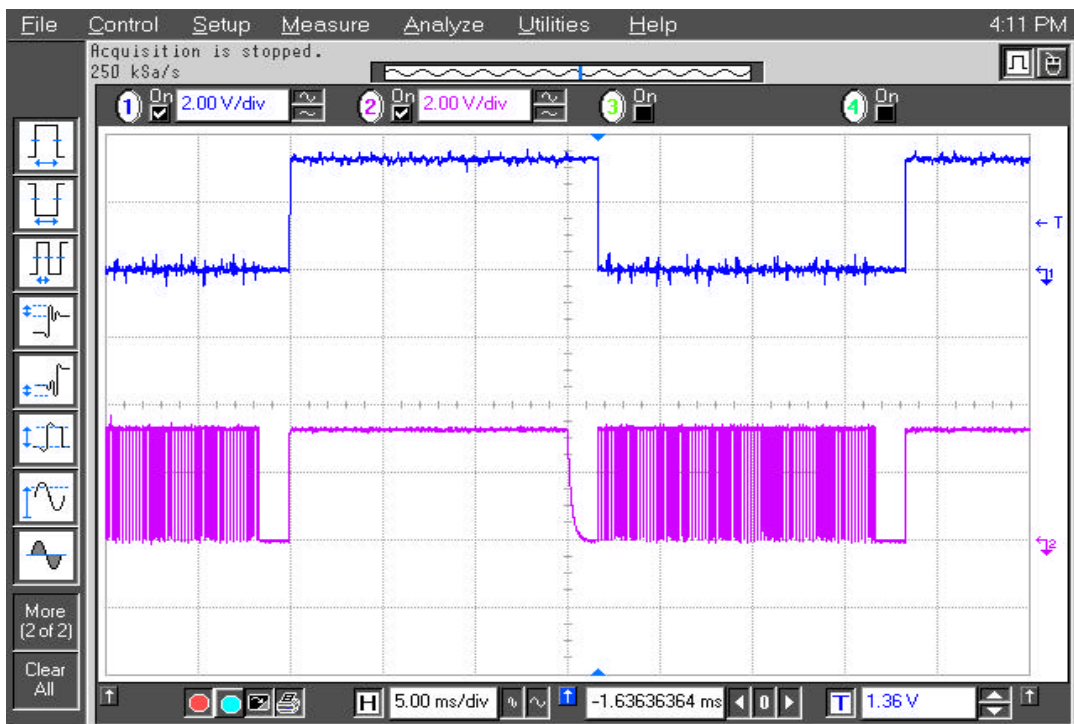 File Control Setup Measure Analyze Utilities Help 4:11 PM
Acquisition is stopped.
250 kSa/s
1 On 2.00 V/div 2 On 2.00 V/div 3 On 4 On
T
1
2
More
(2 of 2)
Clear
All
H 5.00 ms/div -1.63636364 ms 0 T 1.36 V